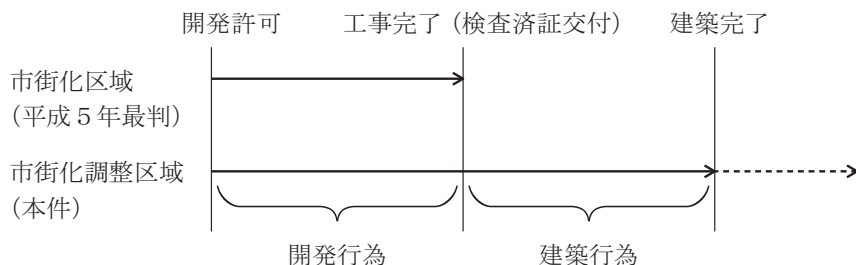 開発許可
工事完了（検査済証交付）
建築完了
市街化区域
（平成５年最判）
市街化調整区域
（本件）
開発行為
建築行為